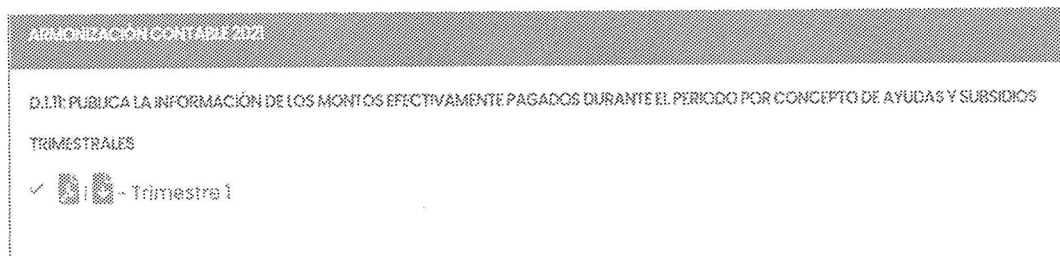 ARMONIZACIÓN CONTABLE 2021
D.1.11: PUBLICA LA INFORMACIÓN DE LOS MONTOS EFECTIVAMENTE PAGADOS DURANTE EL PERIODO POR CONCEPTO DE AYUDAS Y SUBSIDIOS
TRIMESTRALES
✓ | - Trimestre 1